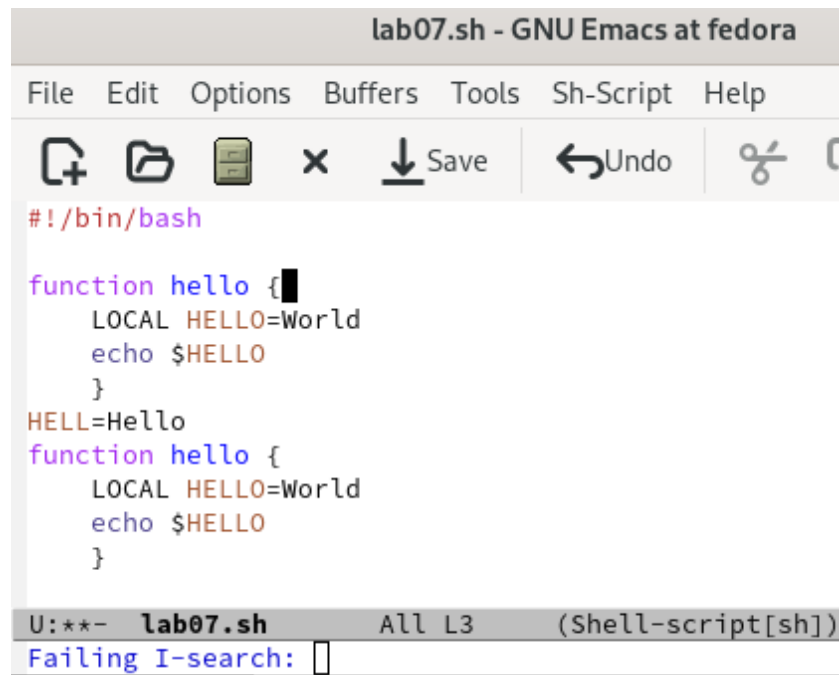 lab07.sh - GNU Emacs at fedora
File Edit Options Buffers Tools Sh-Script Help
Save Undo
#!/bin/bash
function hello {
    LOCAL HELLO=World
    echo $HELLO
    }
HELL=Hello
function hello {
    LOCAL HELLO=World
    echo $HELLO
    }
U:**- lab07.sh All L3 (Shell-script[sh])
Failing I-search: